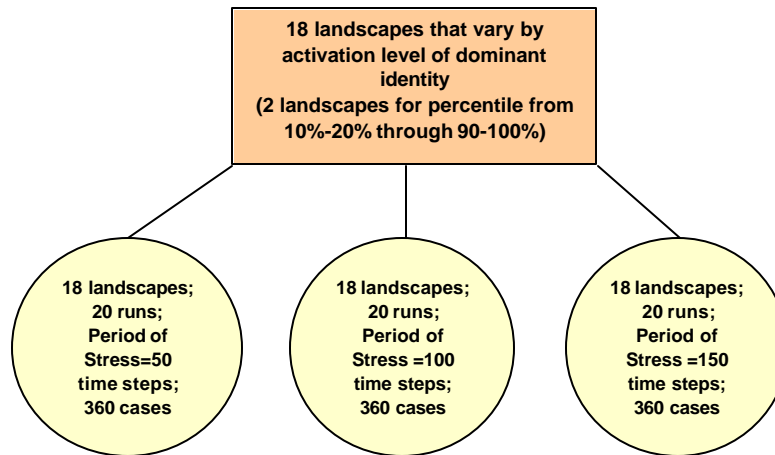 18 landscapes that vary by
activation level of dominant
identity
(2 landscapes for percentile from
10%-20% through 90-100%)
18 landscapes;
20 runs;
Period of
Stress=50
time steps;
360 cases
18 landscapes;
20 runs;
Period of
Stress =100
time steps;
360 cases
18 landscapes;
20 runs;
Period of
Stress =150
time steps;
360 cases